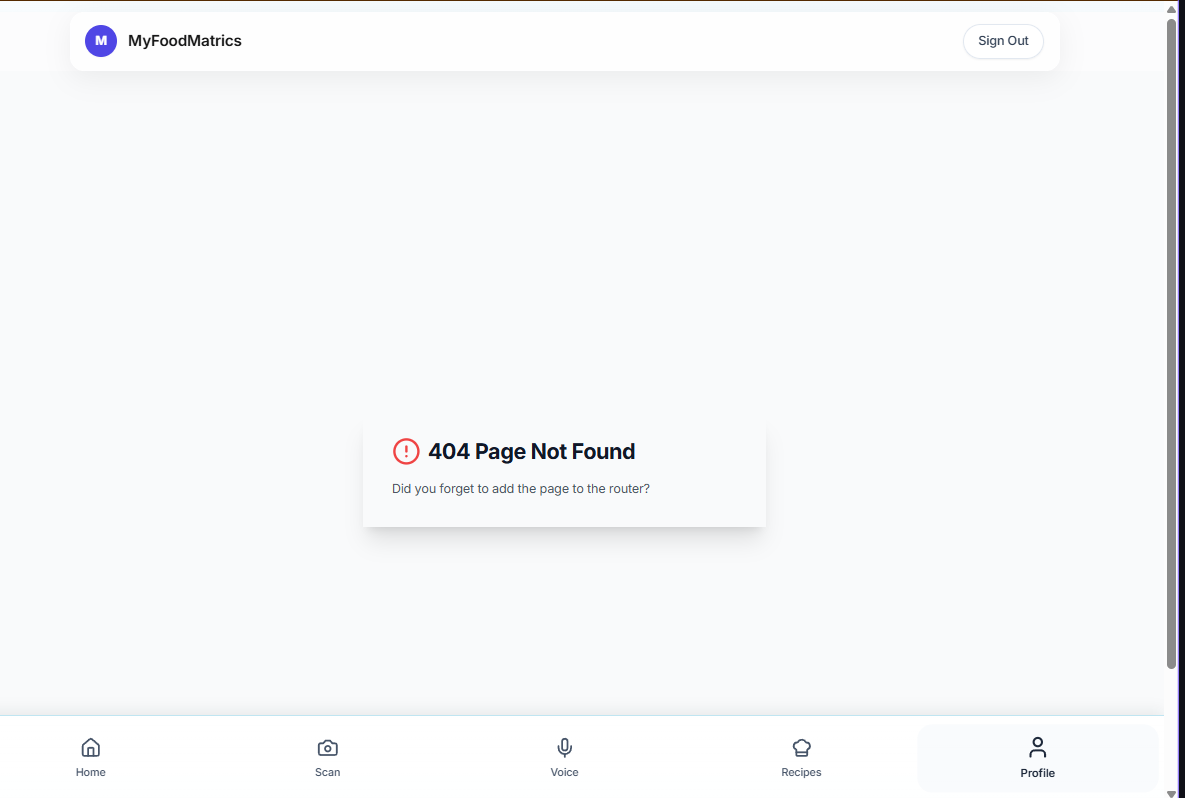 M MyFoodMatrics Sign Out
404 Page Not Found
Did you forget to add the page to the router?
Home Scan Voice Recipes Profile